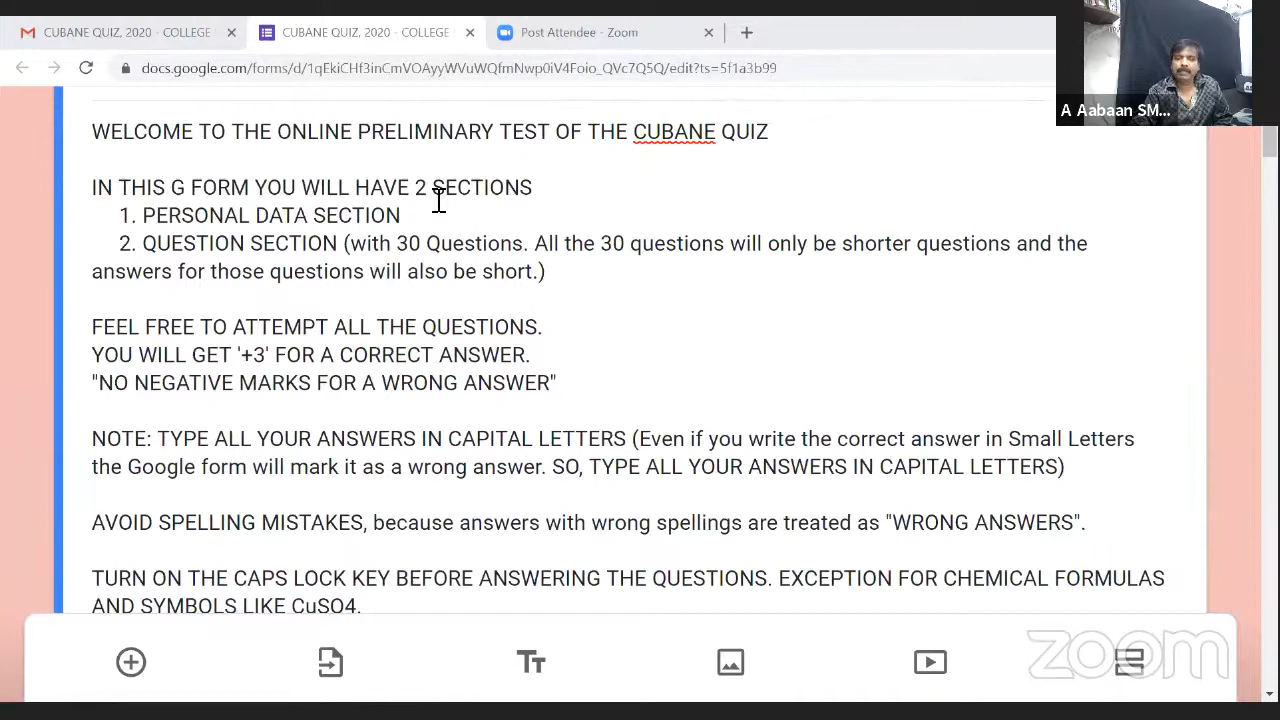 CUBANE QUIZ, 2020 - COLLEGE
CUBANE QUIZ, 2020 - COLLEGE
Post Attendee - Zoom
docs.google.com/forms/d/1qEkiCHf3inCmVOAyyWVuWQfmNwp0iV4Foio_QVc7Q5Q/edit?ts=5f1a3b99
A Aabaan SM...
WELCOME TO THE ONLINE PRELIMINARY TEST OF THE CUBANE QUIZ
IN THIS G FORM YOU WILL HAVE 2 SECTIONS
1. PERSONAL DATA SECTION
2. QUESTION SECTION (with 30 Questions. All the 30 questions will only be shorter questions and the
answers for those questions will also be short.)
FEEL FREE TO ATTEMPT ALL THE QUESTIONS.
YOU WILL GET '+3' FOR A CORRECT ANSWER.
"NO NEGATIVE MARKS FOR A WRONG ANSWER"
NOTE: TYPE ALL YOUR ANSWERS IN CAPITAL LETTERS (Even if you write the correct answer in Small Letters
the Google form will mark it as a wrong answer. SO, TYPE ALL YOUR ANSWERS IN CAPITAL LETTERS)
AVOID SPELLING MISTAKES, because answers with wrong spellings are treated as "WRONG ANSWERS".
TURN ON THE CAPS LOCK KEY BEFORE ANSWERING THE QUESTIONS. EXCEPTION FOR CHEMICAL FORMULAS
AND SYMBOLS LIKE CuSO4.
TT
zoom